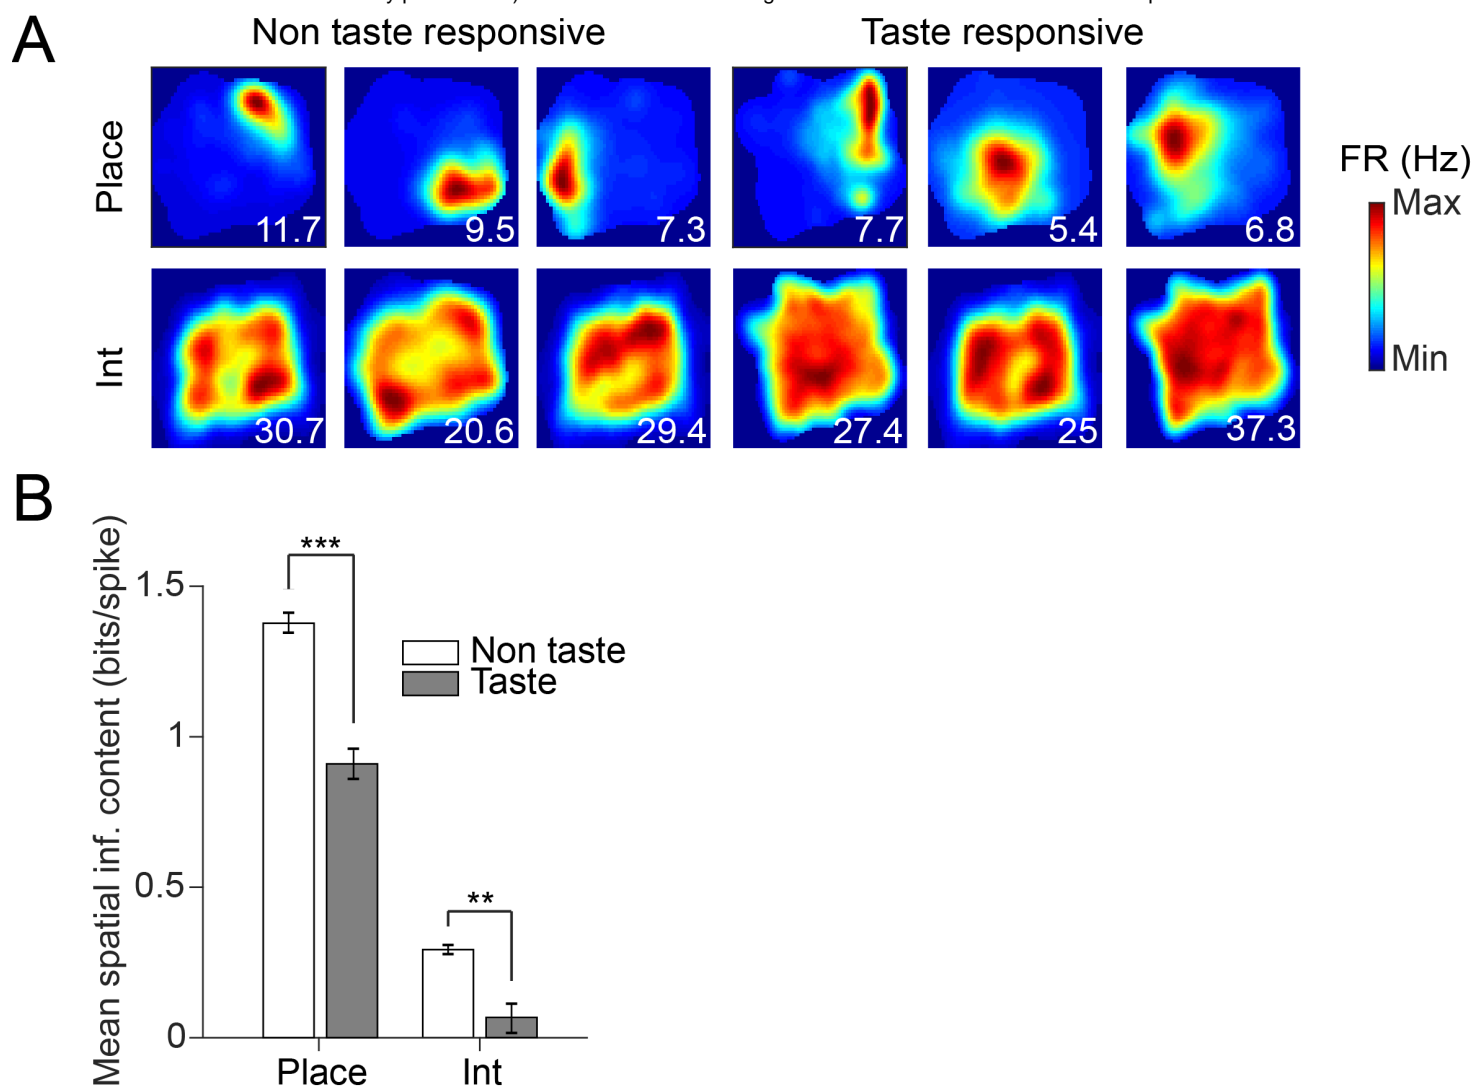 A
Non taste responsive
Taste responsive
Place
11.7
9.5
7.3
7.7
5.4
6.8
FR (Hz)
Max
Min
Int
30.7
20.6
29.4
27.4
25
37.3
B
Mean spatial inf. content (bits/spike)
1.5
1
0.5
0
***
**
Non taste
Taste
Place
Int